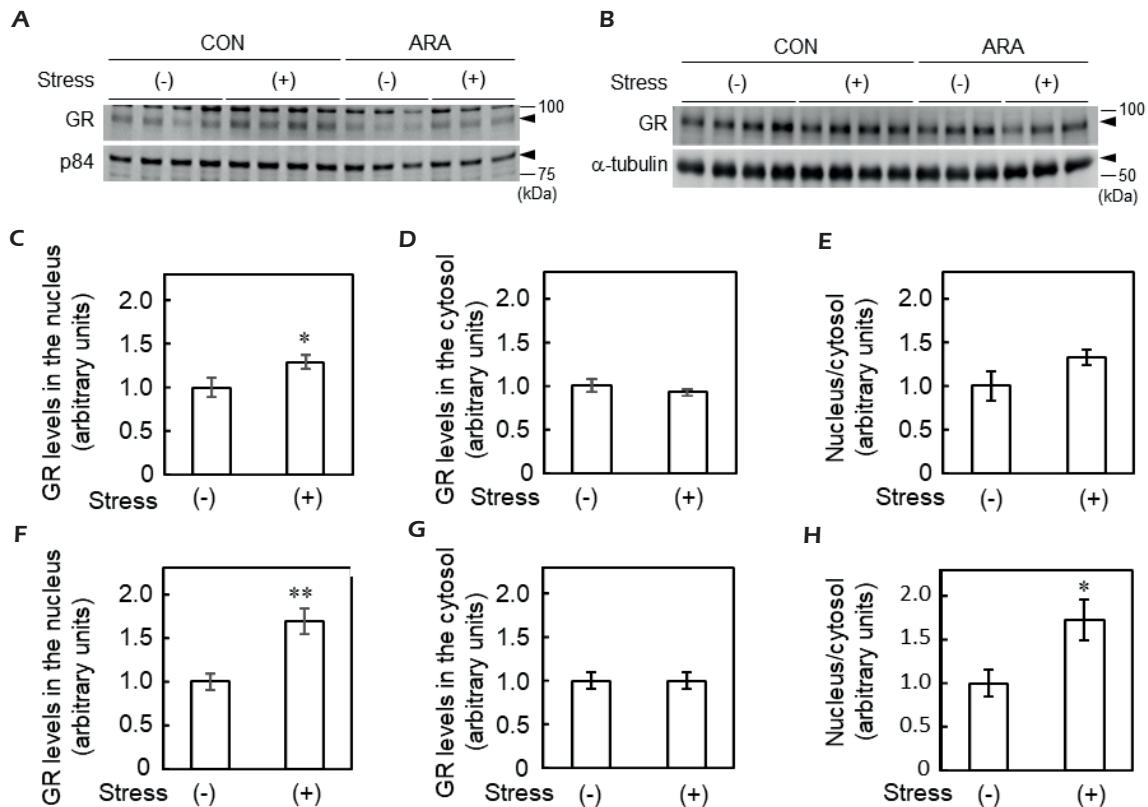 A
CON ARA
Stress (-) (+) (-) (+)
GR 100
p84 75
(kDa)
B
CON ARA
Stress (-) (+) (-) (+)
GR 100
α-tubulin 50
(kDa)
C
GR levels in the nucleus
(arbitrary units)
2.0
1.5
*
1.0
0.5
0
Stress (-) (+)
D
GR levels in the cytosol
(arbitrary units)
2.0
1.5
1.0
0.5
0
Stress (-) (+)
E
Nucleus/cytosol
(arbitrary units)
2.0
1.5
1.0
0.5
0
Stress (-) (+)
F
GR levels in the nucleus
(arbitrary units)
2.0
**
1.5
1.0
0.5
0
Stress (-) (+)
G
GR levels in the cytosol
(arbitrary units)
2.0
1.5
1.0
0.5
0
Stress (-) (+)
H
Nucleus/cytosol
(arbitrary units)
*
2.0
1.5
1.0
0.5
0
Stress (-) (+)